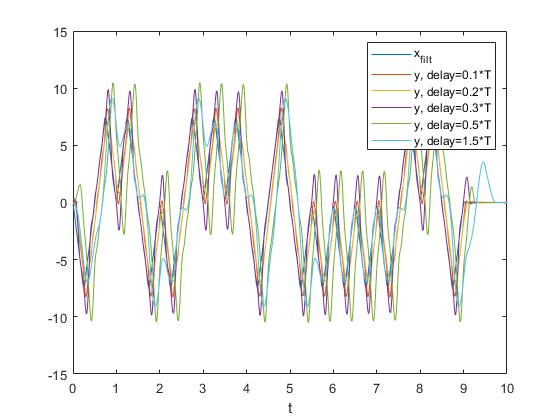 15
10
5
0
-5
-10
-15
0 1 2 3 4 5 6 7 8 9 10
t
x_filt
y, delay=0.1*T
y, delay=0.2*T
y, delay=0.3*T
y, delay=0.5*T
y, delay=1.5*T